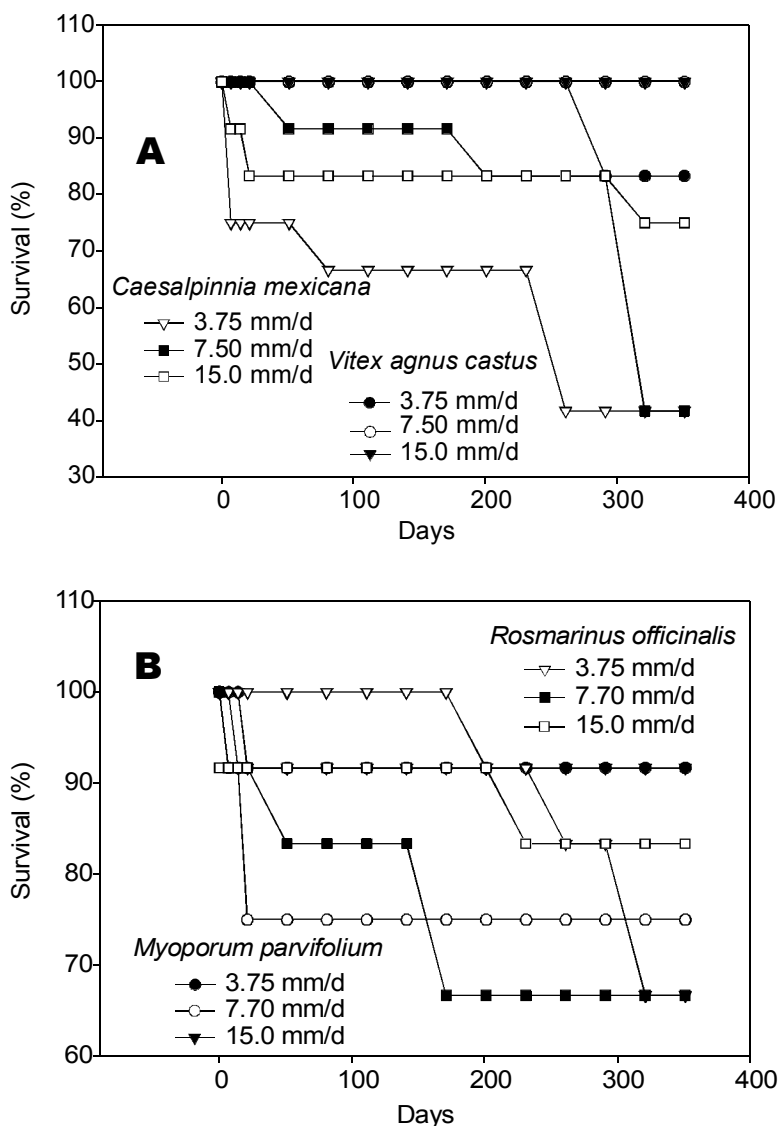 110
100
90
80
70
60
50
40
30
Survival (%)
A
Caesalpinnia mexicana
3.75 mm/d
7.50 mm/d
15.0 mm/d
Vitex agnus castus
3.75 mm/d
7.50 mm/d
15.0 mm/d
0 100 200 300 400
Days
110
100
90
80
70
60
Survival (%)
B
Rosmarinus officinalis
3.75 mm/d
7.70 mm/d
15.0 mm/d
Myoporum parvifolium
3.75 mm/d
7.70 mm/d
15.0 mm/d
0 100 200 300 400
Days